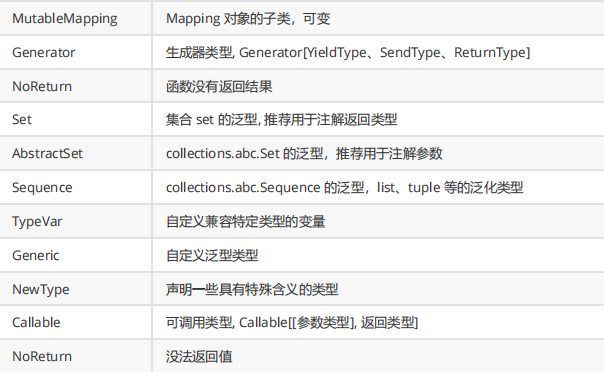 MutableMapping Mapping 对象的子类，可变
Generator 生成器类型, Generator[YieldType、SendType、ReturnType]
NoReturn 函数没有返回结果
Set 集合 set 的泛型, 推荐用于注解返回类型
AbstractSet collections.abc.Set 的泛型，推荐用于注解参数
Sequence collections.abc.Sequence 的泛型，list、tuple 等的泛化类型
TypeVar 自定义兼容特定类型的变量
Generic 自定义泛型类型
NewType 声明一些具有特殊含义的类型
Callable 可调用类型, Callable[[参数类型], 返回类型]
NoReturn 没法返回值